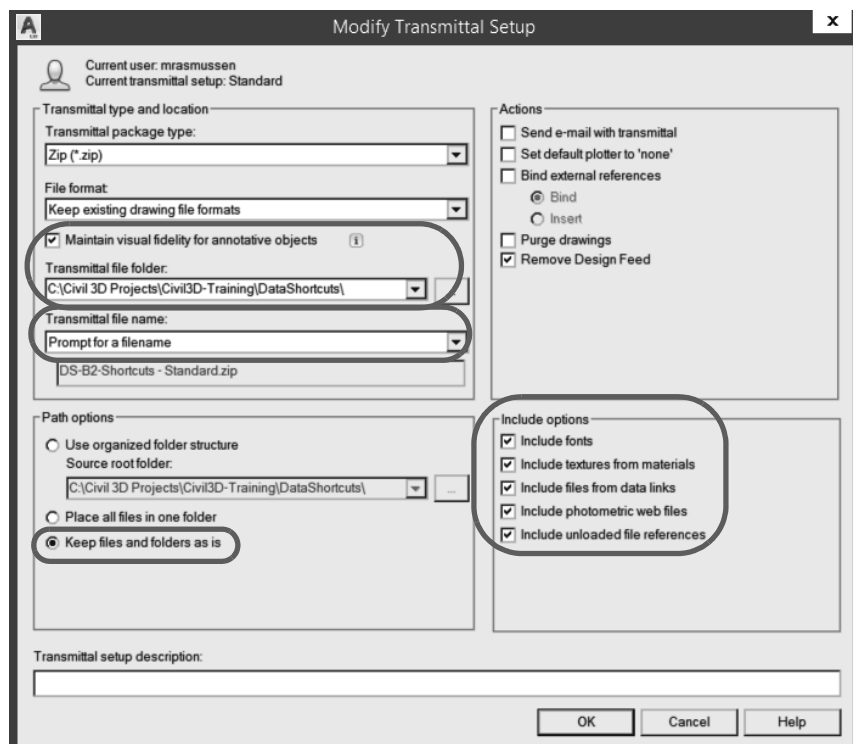 Modify Transmittal Setup
x
Current user: mrasmussen
Current transmittal setup: Standard
Transmittal type and location
Transmittal package type:
Zip (*.zip)
File format:
Keep existing drawing file formats
Maintain visual fidelity for annotative objects
i
Transmittal file folder:
C:\Civil 3D Projects\Civil3D-Training\DataShortcuts\
...
Transmittal file name:
Prompt for a filename
DS-B2-Shortcuts - Standard.zip
Path options
Use organized folder structure
Source root folder:
C:\Civil 3D Projects\Civil3D-Training\DataShortcuts\
...
Place all files in one folder
Keep files and folders as is
Actions
Send e-mail with transmittal
Set default plotter to 'none'
Bind external references
Bind
Insert
Purge drawings
Remove Design Feed
Include options
Include fonts
Include textures from materials
Include files from data links
Include photometric web files
Include unloaded file references
Transmittal setup description:
OK
Cancel
Help